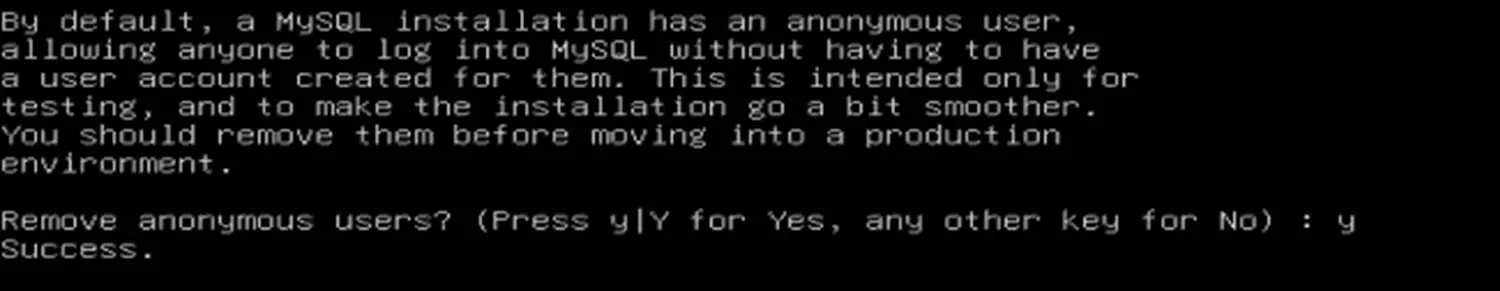 By default, a MySQL installation has an anonymous user,
allowing anyone to log into MySQL without having to have
a user account created for them. This is intended only for
testing, and to make the installation go a bit smoother.
You should remove them before moving into a production
environment.
Remove anonymous users? (Press y|Y for Yes, any other key for No) : y
Success.